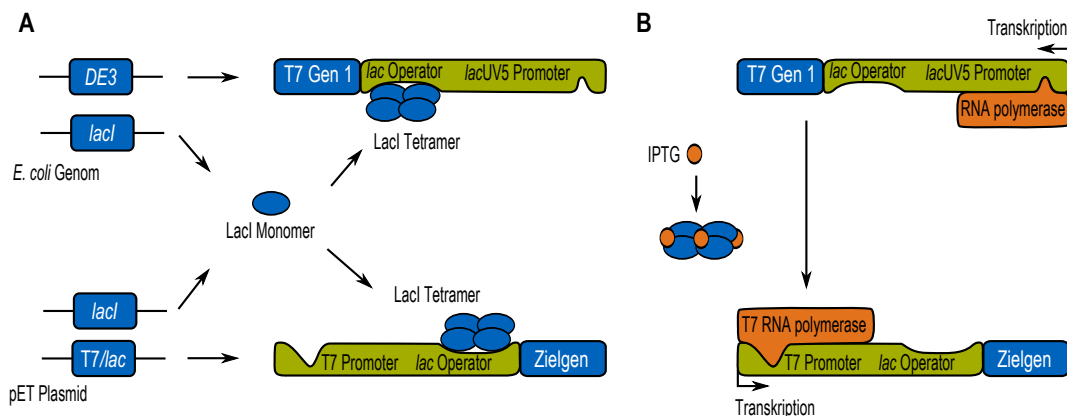 A
DE3
T7 Gen 1
lac Operator
lacUV5 Promoter
lacI
E. coli Genom
LacI Tetramer
LacI Monomer
lacI
LacI Tetramer
T7/lac
T7 Promoter
lac Operator
Zielgen
pET Plasmid
B
Transkription
T7 Gen 1
lac Operator
lacUV5 Promoter
RNA polymerase
IPTG
T7 RNA polymerase
T7 Promoter
lac Operator
Zielgen
Transkription